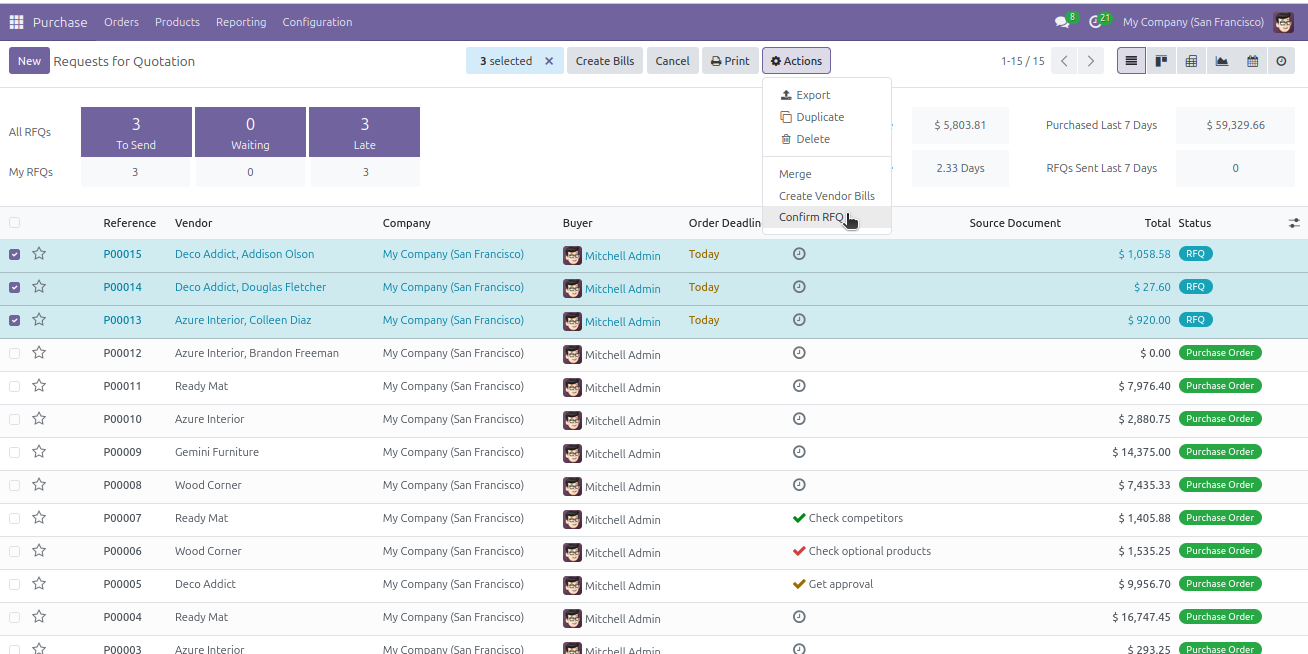 Purchase Orders Products Reporting Configuration 8 21 My Company (San Francisco)
New Requests for Quotation 3 selected × Create Bills Cancel Print Actions 1-15 / 15
Export
Duplicate
Delete
Merge
Create Vendor Bills
Confirm RFQ
All RFQs 3 To Send 0 Waiting 3 Late $ 5,803.81 Purchased Last 7 Days $ 59,329.66
My RFQs 3 0 3 2.33 Days RFQs Sent Last 7 Days 0
Reference Vendor Company Buyer Order Deadlin Source Document Total Status
P00015 Deco Addict, Addison Olson My Company (San Francisco) Mitchell Admin Today $ 1,058.58 RFQ
P00014 Deco Addict, Douglas Fletcher My Company (San Francisco) Mitchell Admin Today $ 27.60 RFQ
P00013 Azure Interior, Colleen Diaz My Company (San Francisco) Mitchell Admin Today $ 920.00 RFQ
P00012 Azure Interior, Brandon Freeman My Company (San Francisco) Mitchell Admin $ 0.00 Purchase Order
P00011 Ready Mat My Company (San Francisco) Mitchell Admin $ 7,976.40 Purchase Order
P00010 Azure Interior My Company (San Francisco) Mitchell Admin $ 2,880.75 Purchase Order
P00009 Gemini Furniture My Company (San Francisco) Mitchell Admin $ 14,375.00 Purchase Order
P00008 Wood Corner My Company (San Francisco) Mitchell Admin $ 7,435.33 Purchase Order
P00007 Ready Mat My Company (San Francisco) Mitchell Admin Check competitors $ 1,405.88 Purchase Order
P00006 Wood Corner My Company (San Francisco) Mitchell Admin Check optional products $ 1,535.25 Purchase Order
P00005 Deco Addict My Company (San Francisco) Mitchell Admin Get approval $ 9,956.70 Purchase Order
P00004 Ready Mat My Company (San Francisco) Mitchell Admin $ 16,747.45 Purchase Order
P00003 Azure Interior My Company (San Francisco) Mitchell Admin $ 293.25 Purchase Order